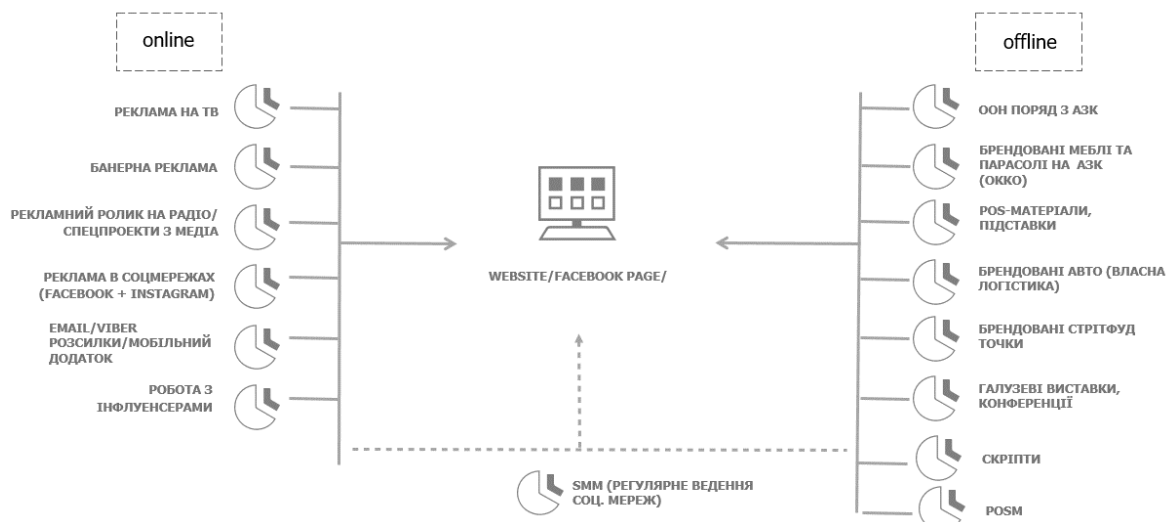 online
РЕКЛАМА НА ТВ
БАНЕРНА РЕКЛАМА
РЕКЛАМНИЙ РОЛИК НА РАДІО/
СПЕЦПРОЕКТИ З МЕДІА
РЕКЛАМА В СОЦМЕРЕЖАХ
(FACEBOOK + INSTAGRAM)
EMAIL/VIBER
РОЗСИЛКИ/МОБІЛЬНИЙ
ДОДАТОК
РОБОТА З
ІНФЛУЕНСЕРАМИ
WEBSITE/FACEBOOK PAGE/
SMM (РЕГУЛЯРНЕ ВЕДЕННЯ
СОЦ. МЕРЕЖ)
offline
OOH ПОРЯД З АЗК
БРЕНДОВАНІ МЕБЛІ ТА
ПАРАСОЛІ НА АЗК
(ОККО)
POS-МАТЕРІАЛИ,
ПІДСТАВКИ
БРЕНДОВАНІ АВТО (ВЛАСНА
ЛОГІСТИКА)
БРЕНДОВАНІ СТРІТФУД
ТОЧКИ
ГАЛУЗЕВІ ВИСТАВКИ,
КОНФЕРЕНЦІЇ
СКРІПТИ
POSM